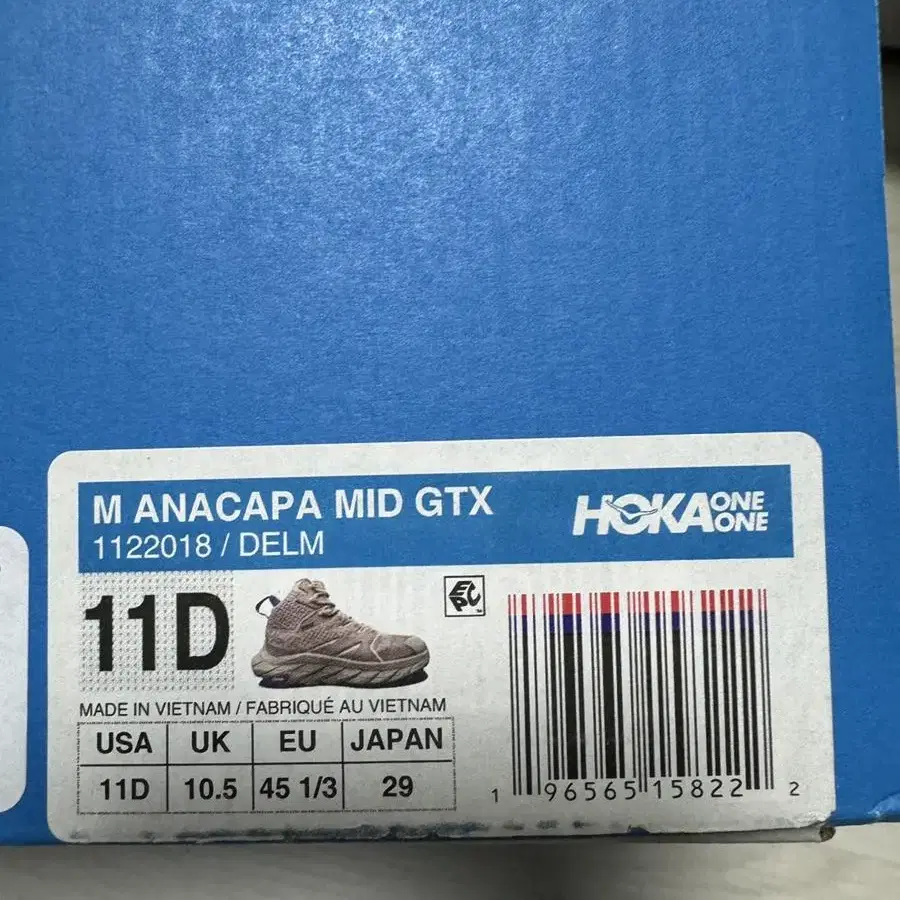 M ANACAPA MID GTX
1122018 / DELM
HOKA ONE ONE
11D
EPC
MADE IN VIETNAM / FABRIQUÉ AU VIETNAM
USA UK EU JAPAN
11D 10.5 45 1/3 29
1 96565 15822 2